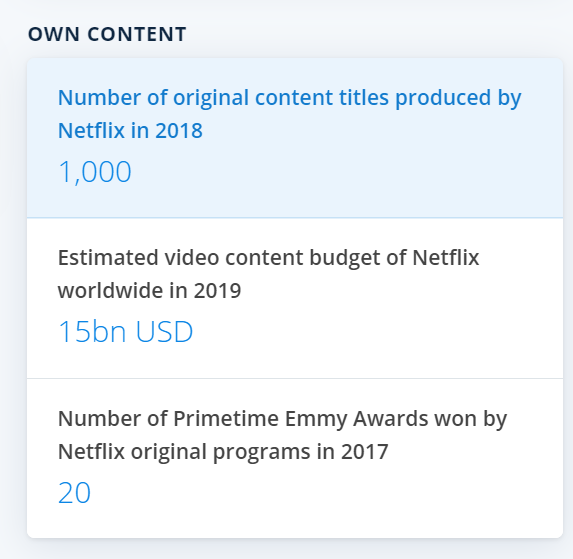 OWN CONTENT
Number of original content titles produced by
Netflix in 2018
1,000
Estimated video content budget of Netflix
worldwide in 2019
15bn USD
Number of Primetime Emmy Awards won by
Netflix original programs in 2017
20